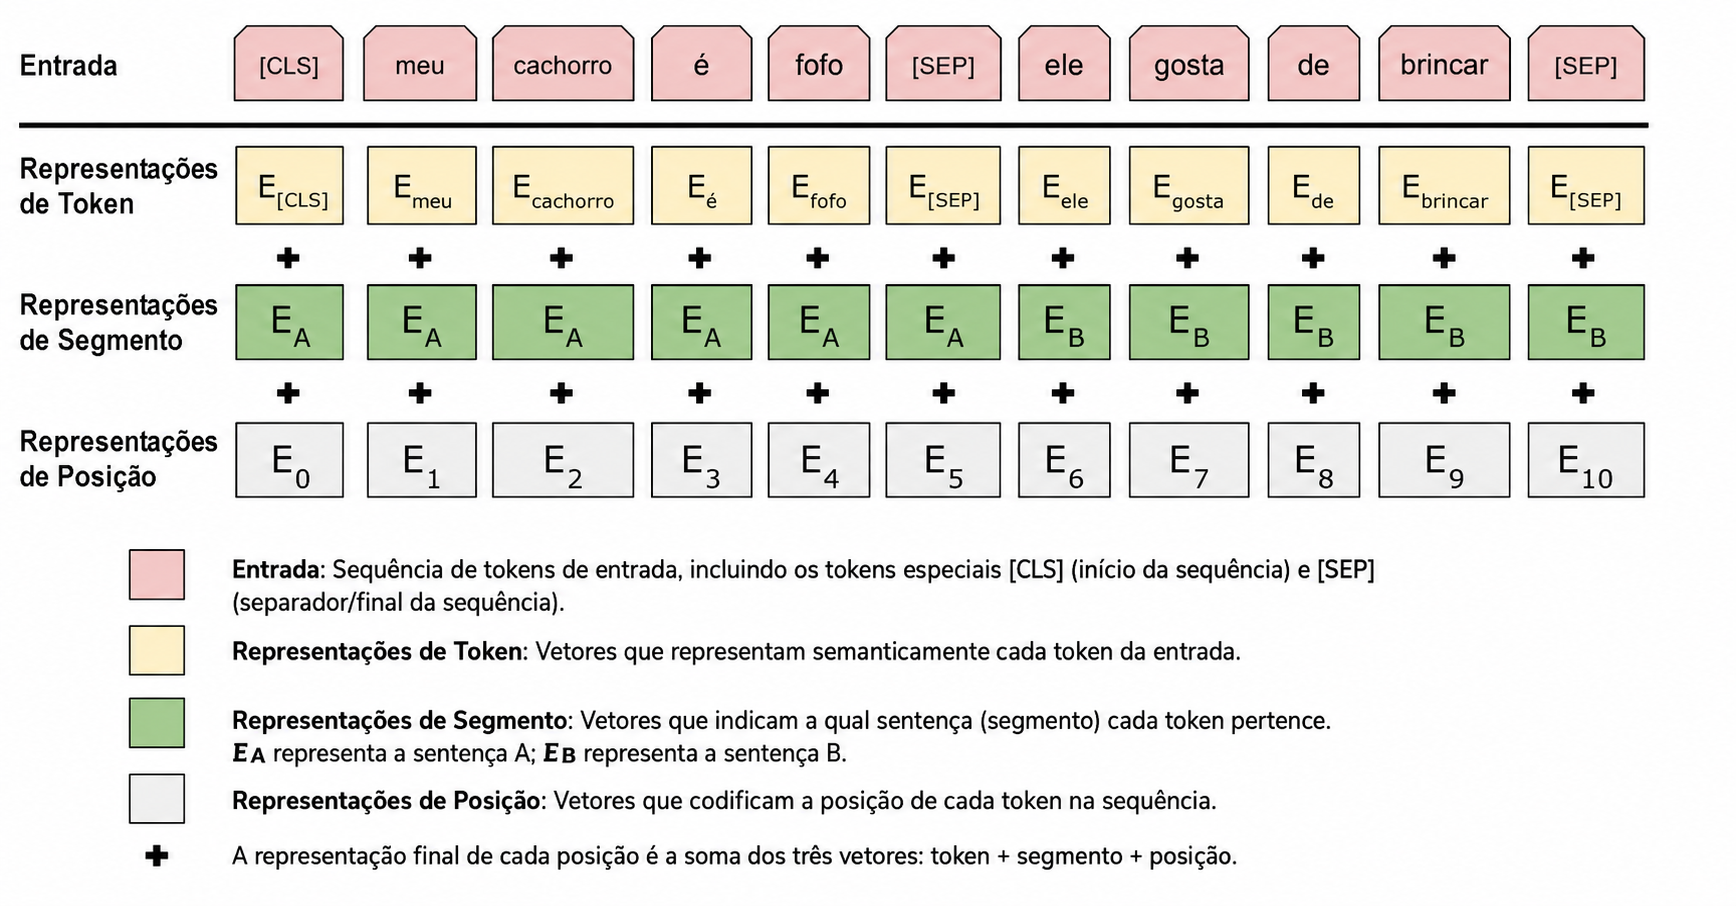 Entrada [CLS] meu cachorro é fofo [SEP] ele gosta de brincar [SEP]
Representações
de Token
E[CLS] Emeu Ecachorro Eé Efofo E[SEP] Eele Egosta Ede Ebrincar E[SEP]
+ + + + + + + + + + +
Representações
de Segmento
EA EA EA EA EA EA EB EB EB EB EB
+ + + + + + + + + + +
Representações
de Posição
E0 E1 E2 E3 E4 E5 E6 E7 E8 E9 E10
Entrada: Sequência de tokens de entrada, incluindo os tokens especiais [CLS] (início da sequência) e [SEP]
(separador/final da sequência).
Representações de Token: Vetores que representam semanticamente cada token da entrada.
Representações de Segmento: Vetores que indicam a qual sentença (segmento) cada token pertence.
EA representa a sentença A; EB representa a sentença B.
Representações de Posição: Vetores que codificam a posição de cada token na sequência.
+ A representação final de cada posição é a soma dos três vetores: token + segmento + posição.